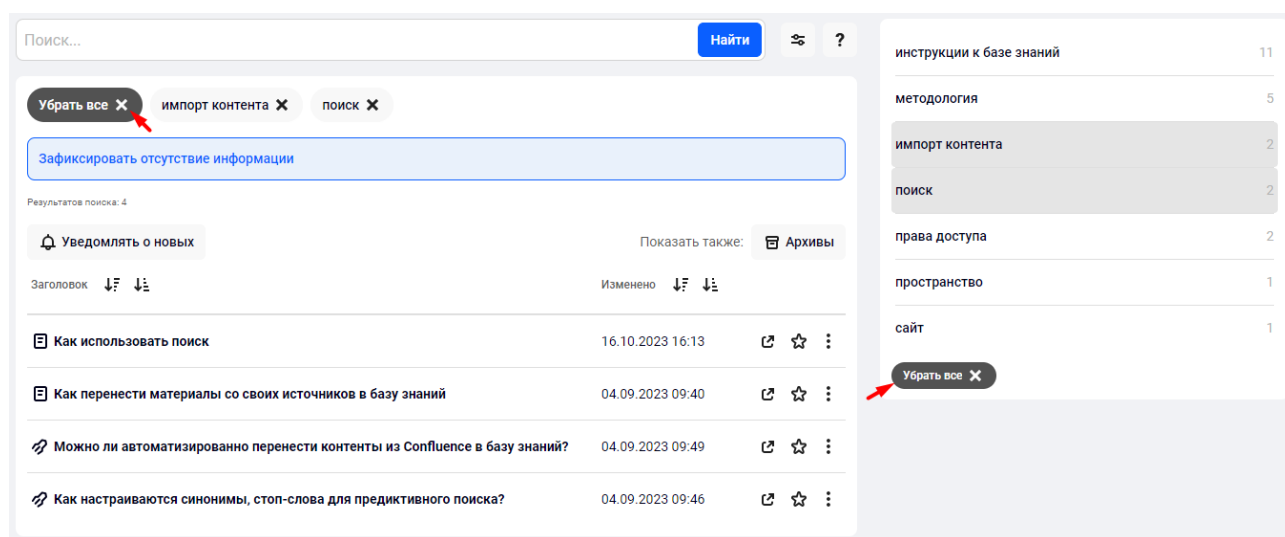 Поиск...
Найти
?
Убрать все
импорт контента
поиск
Зафиксировать отсутствие информации
Результатов поиска: 4
Уведомлять о новых
Показать также:
Архивы
Заголовок
Изменено
Как использовать поиск
16.10.2023 16:13
Как перенести материалы со своих источников в базу знаний
04.09.2023 09:40
Можно ли автоматизированно перенести контенты из Confluence в базу знаний?
04.09.2023 09:49
Как настраиваются синонимы, стоп-слова для предиктивного поиска?
04.09.2023 09:46
инструкции к базе знаний 11
методология 5
импорт контента 2
поиск 2
права доступа 2
пространство 1
сайт 1
Убрать все